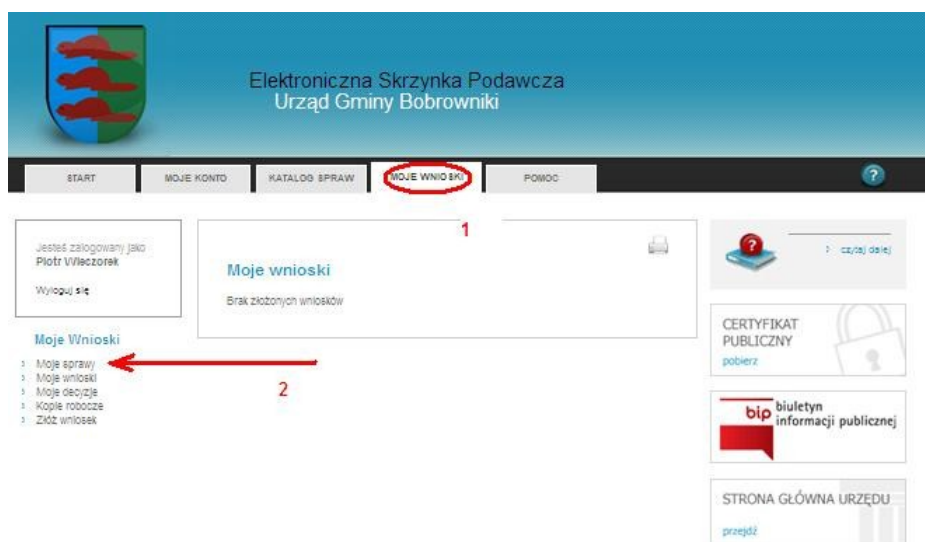 Elektroniczna Skrzynka Podawcza
Urząd Gminy Bobrowniki
START
MOJE KONTO
KATALOG SPRAW
MOJE WNIOSKI
POMOC
?
1
Jesteś zalogowany jako
Piotr Wieczorek
Wyloguj się
Moje wnioski
Brak złożonych wniosków
Moje Wnioski
Moje sprawy
Moje wnioski
Moje decyzje
Kopie robocze
Złóż wniosek
2
?
czytaj dalej
CERTYFIKAT
PUBLICZNY
pobierz
bip biuletyn
informacji publicznej
STRONA GŁÓWNA URZĘDU
przejdź